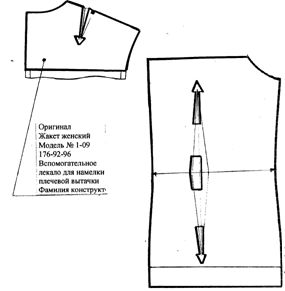 Оригинал
Жакет женский
Модель № 1-09
176-92-96
Вспомогательное
лекало для намелки
плечевой вытачки
Фамилия конструкт